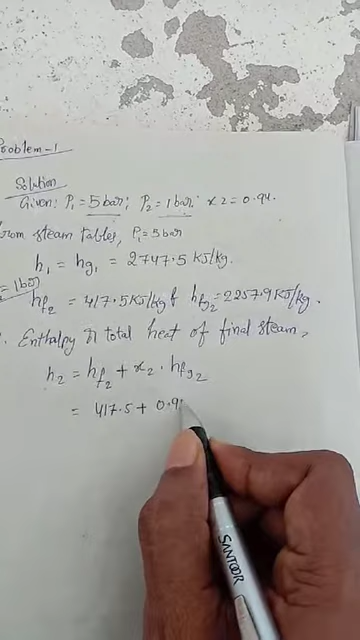 Problem-1
Solution
Given: P₁ = 5 bar; P₂ = 1 bar; x2 = 0.94.
From steam tables, P₁ = 5 bar
h₁ = hg₁ = 2747.5 KJ/kg.
= 1 bar
hf₂ = 417.5 KJ/kg & hfg₂ = 2257.9 KJ/kg.
Enthalpy or total heat of final steam,
h₂ = hf₂ + x₂ · hfg₂
= 417.5 + 0.9
SANTOOR